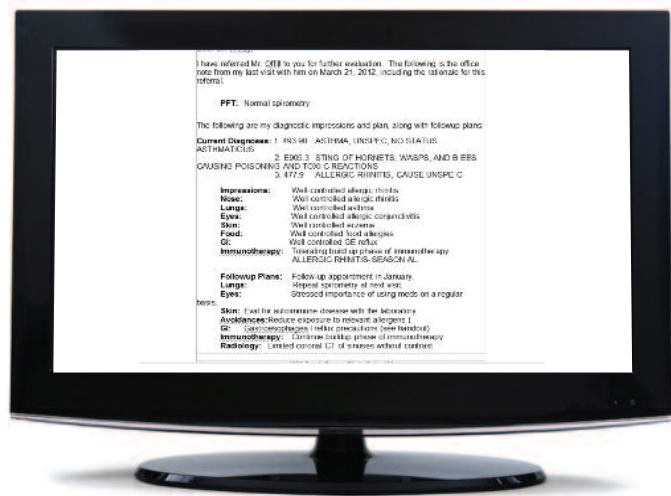 I have referred Mr. Offill to you for further evaluation. The following is the office
note from my last visit with him on March 21, 2012, including the rationale for this
referral.
PFT: Normal spirometry
The following are my diagnostic impressions and plan, along with followup plans:
Current Diagnoses: 1. 493.90 ASTHMA, UNSPEC, NO STATUS
ASTHMATICUS
2. E905.3 STING OF HORNETS, WASPS, AND BEES
CAUSING POISONING AND TOXIC REACTIONS
3. 477.9 ALLERGIC RHINITIS, CAUSE UNSPEC
Impressions: Well-controlled allergic rhinitis
Nose: Well controlled allergic rhinitis
Lungs: Well controlled asthma
Eyes: Well controlled allergic conjunctivitis
Skin: Well controlled eczema
Food: Well controlled food allergies
GI: Well controlled GE reflux
Immunotherapy: Tolerating build up phase of immunotherapy
ALLERGIC RHINITIS-SEASONAL
Followup Plans: Follow-up appointment in January.
Lungs: Repeat spirometry at next visit
Eyes: Stressed importance of using meds on a regular
basis.
Skin: Eval for autoimmune disease with the laboratory
Avoidances: Reduce exposure to relevant allergens (
GI: Gastroesophageal reflux precautions (see handout)
Immunotherapy: Continue buildup phase of immunotherapy
Radiology: Limited coronal CT of sinuses without contrast